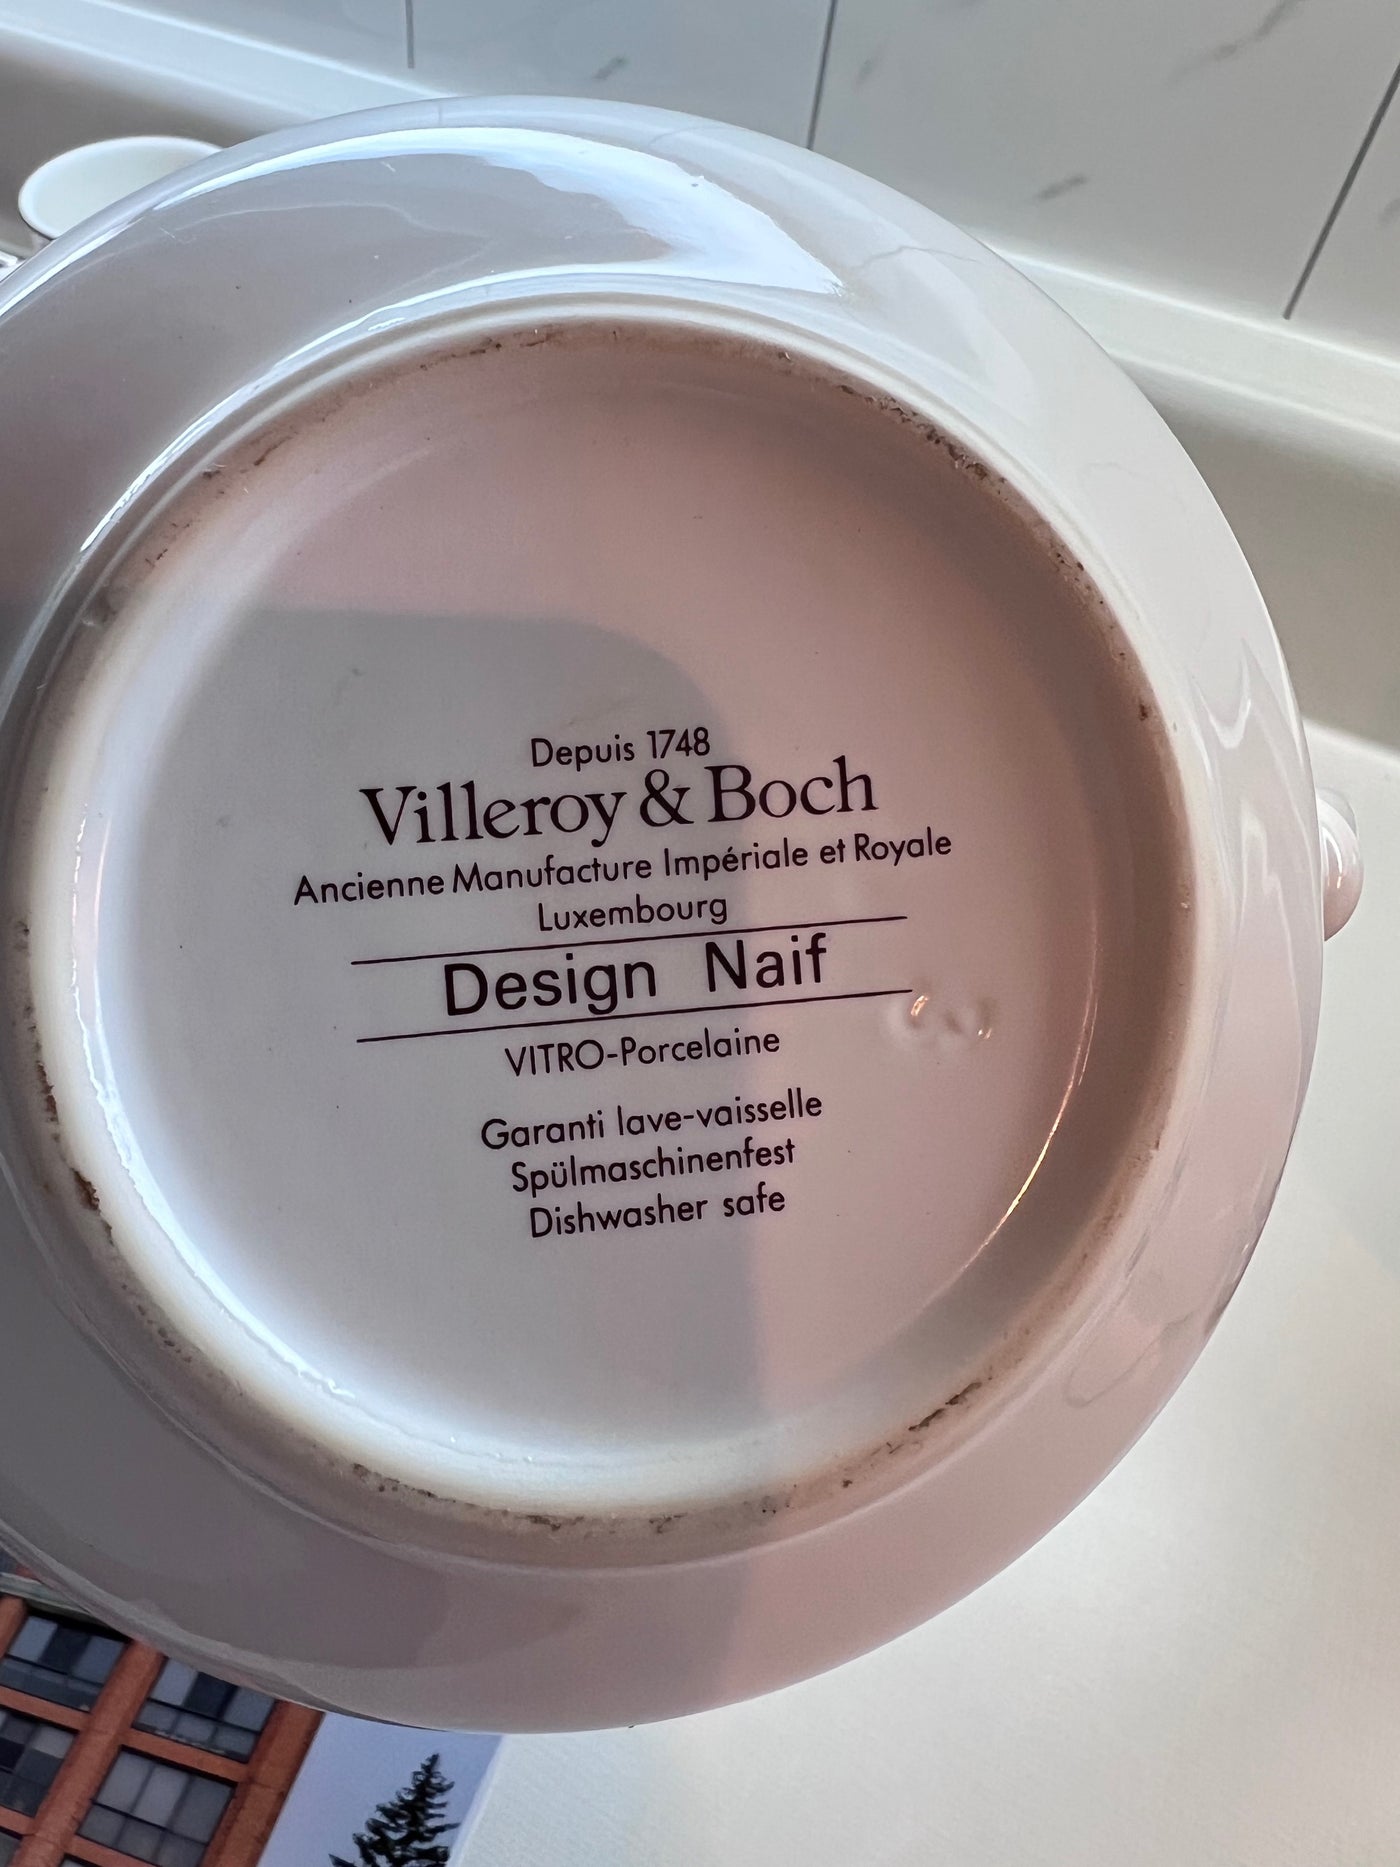 Depuis 1748
Villeroy & Boch
Ancienne Manufacture Impériale et Royale
Luxembourg
Design Naif
VITRO-Porcelaine
Garanti lave-vaisselle
Spülmaschinenfest
Dishwasher safe